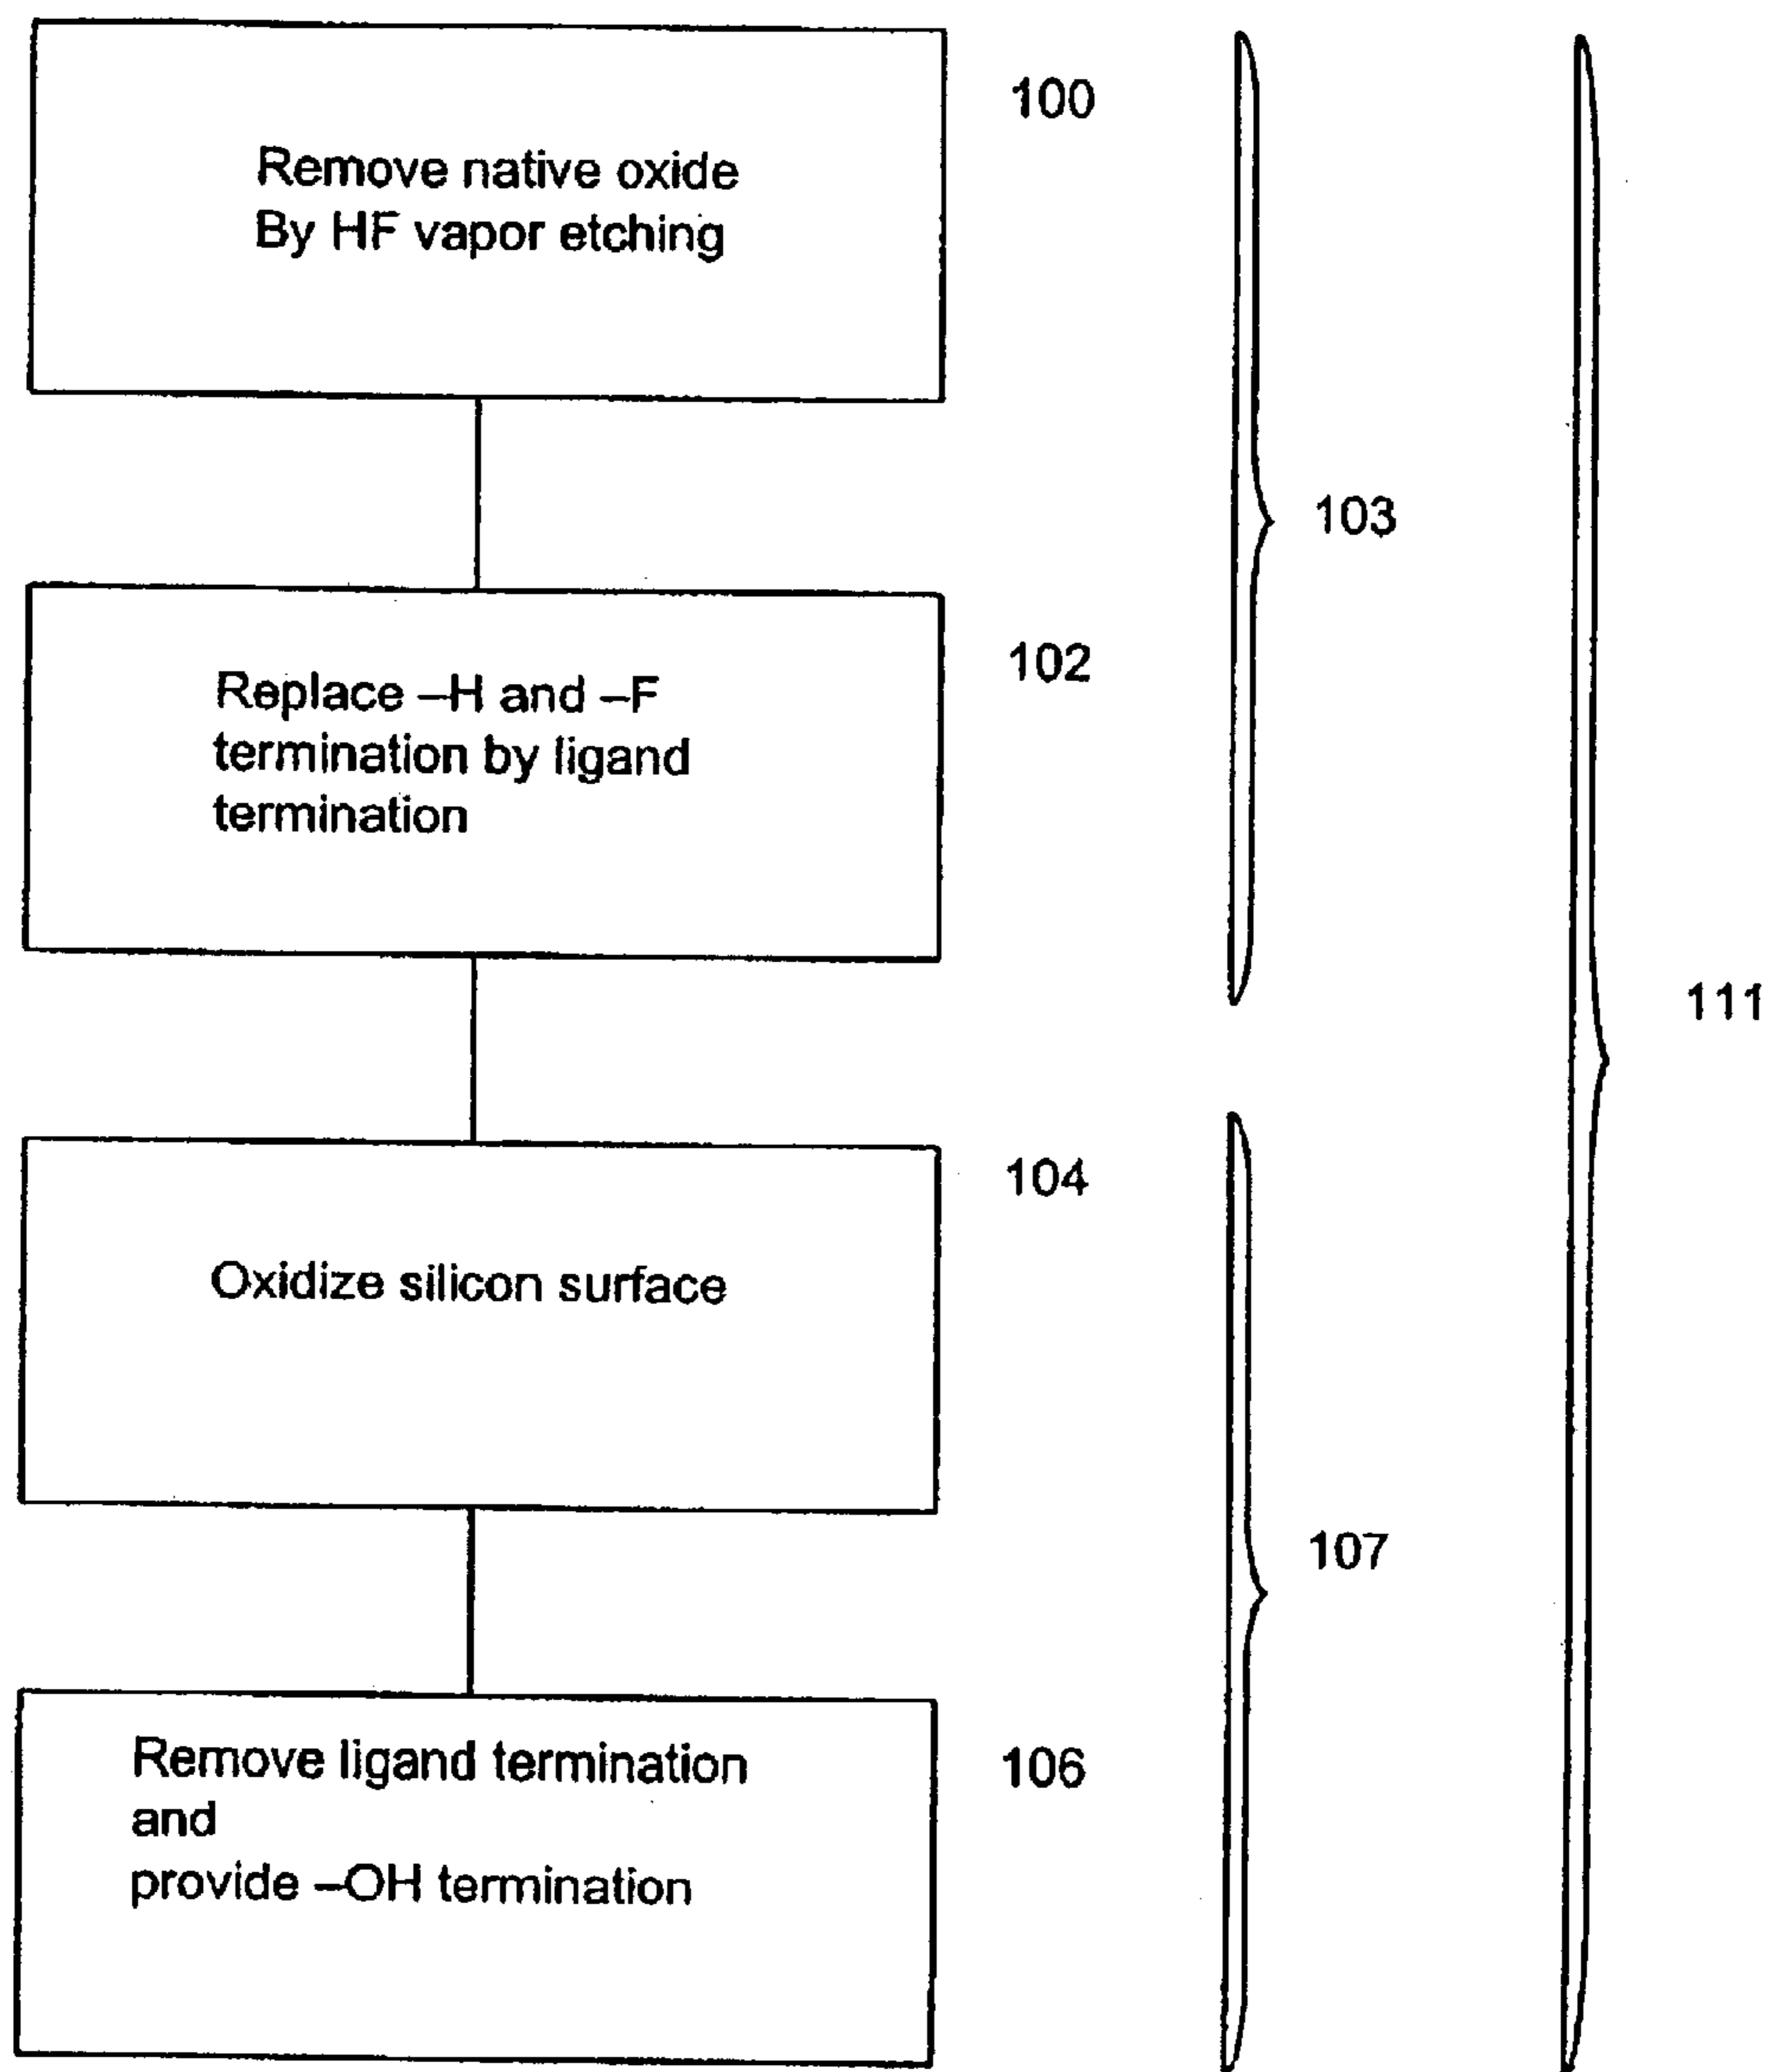 100
Remove native oxide
By HF vapor etching
103
102
Replace –H and –F
termination by ligand
termination
111
104
Oxidize silicon surface
107
106
Remove ligand termination
and
provide –OH termination